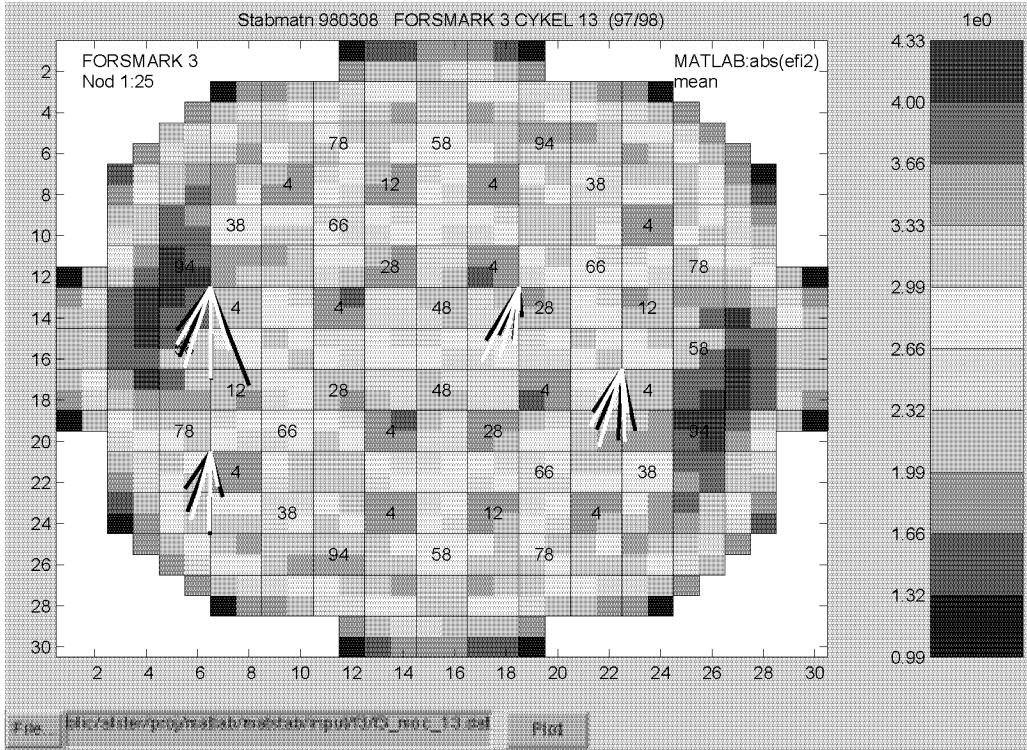 Stabmatn 980308 FORSMARK 3 CYKEL 13 (97/98)
1e0
FORSMARK 3
Nod 1:25
MATLAB:abs(efi2)
mean
2
4
6
8
10
12
14
16
18
20
22
24
26
28
30
78 58 94
4 12 4 38
38 66 4
94 28 4 66 78
4 4 48 28 12
58
12 28 48 4 4
78 66 4 28 94
4 66 38
38 4 12 4
94 58 78
2 4 6 8 10 12 14 16 18 20 22 24 26 28 30
4.33
4.00
3.66
3.33
2.99
2.66
2.32
1.99
1.66
1.32
0.99
File...
Plot